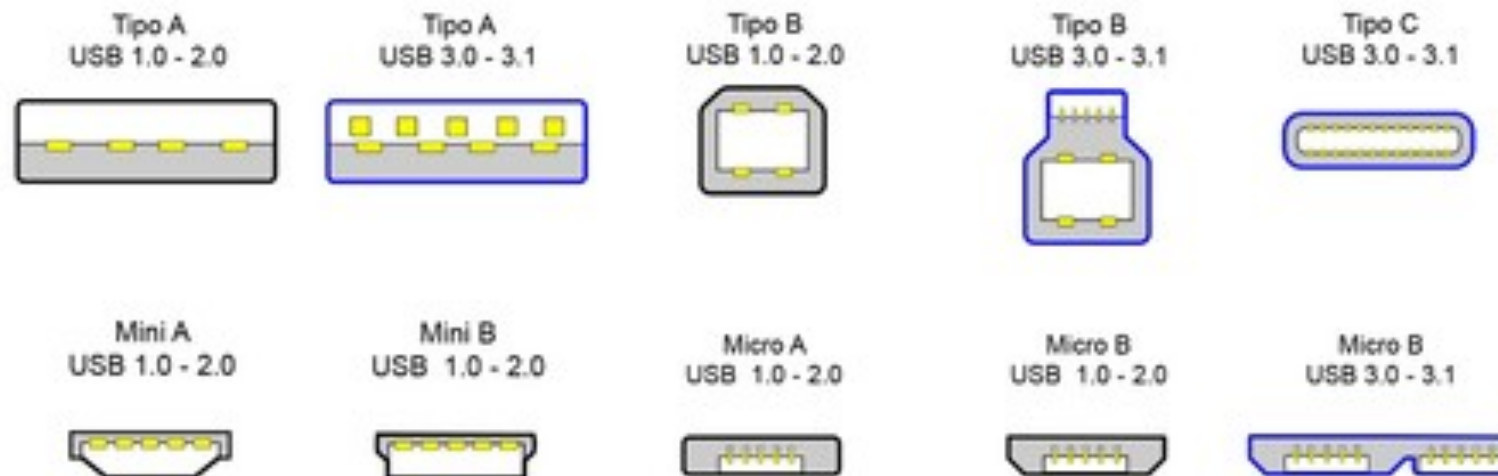 Tipo A
USB 1.0 - 2.0
Tipo A
USB 3.0 - 3.1
Tipo B
USB 1.0 - 2.0
Tipo B
USB 3.0 - 3.1
Tipo C
USB 3.0 - 3.1
Mini A
USB 1.0 - 2.0
Mini B
USB 1.0 - 2.0
Micro A
USB 1.0 - 2.0
Micro B
USB 1.0 - 2.0
Micro B
USB 3.0 - 3.1